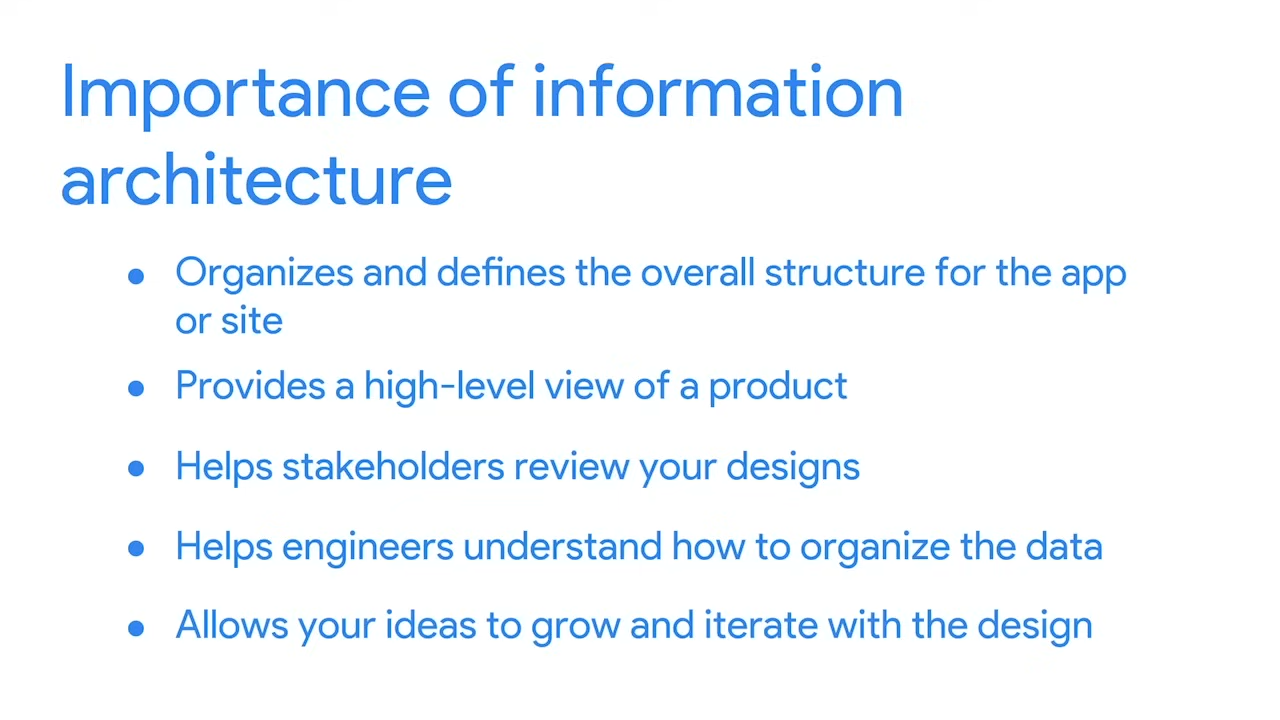 Importance of information
architecture
● Organizes and defines the overall structure for the app
or site
● Provides a high-level view of a product
● Helps stakeholders review your designs
● Helps engineers understand how to organize the data
● Allows your ideas to grow and iterate with the design